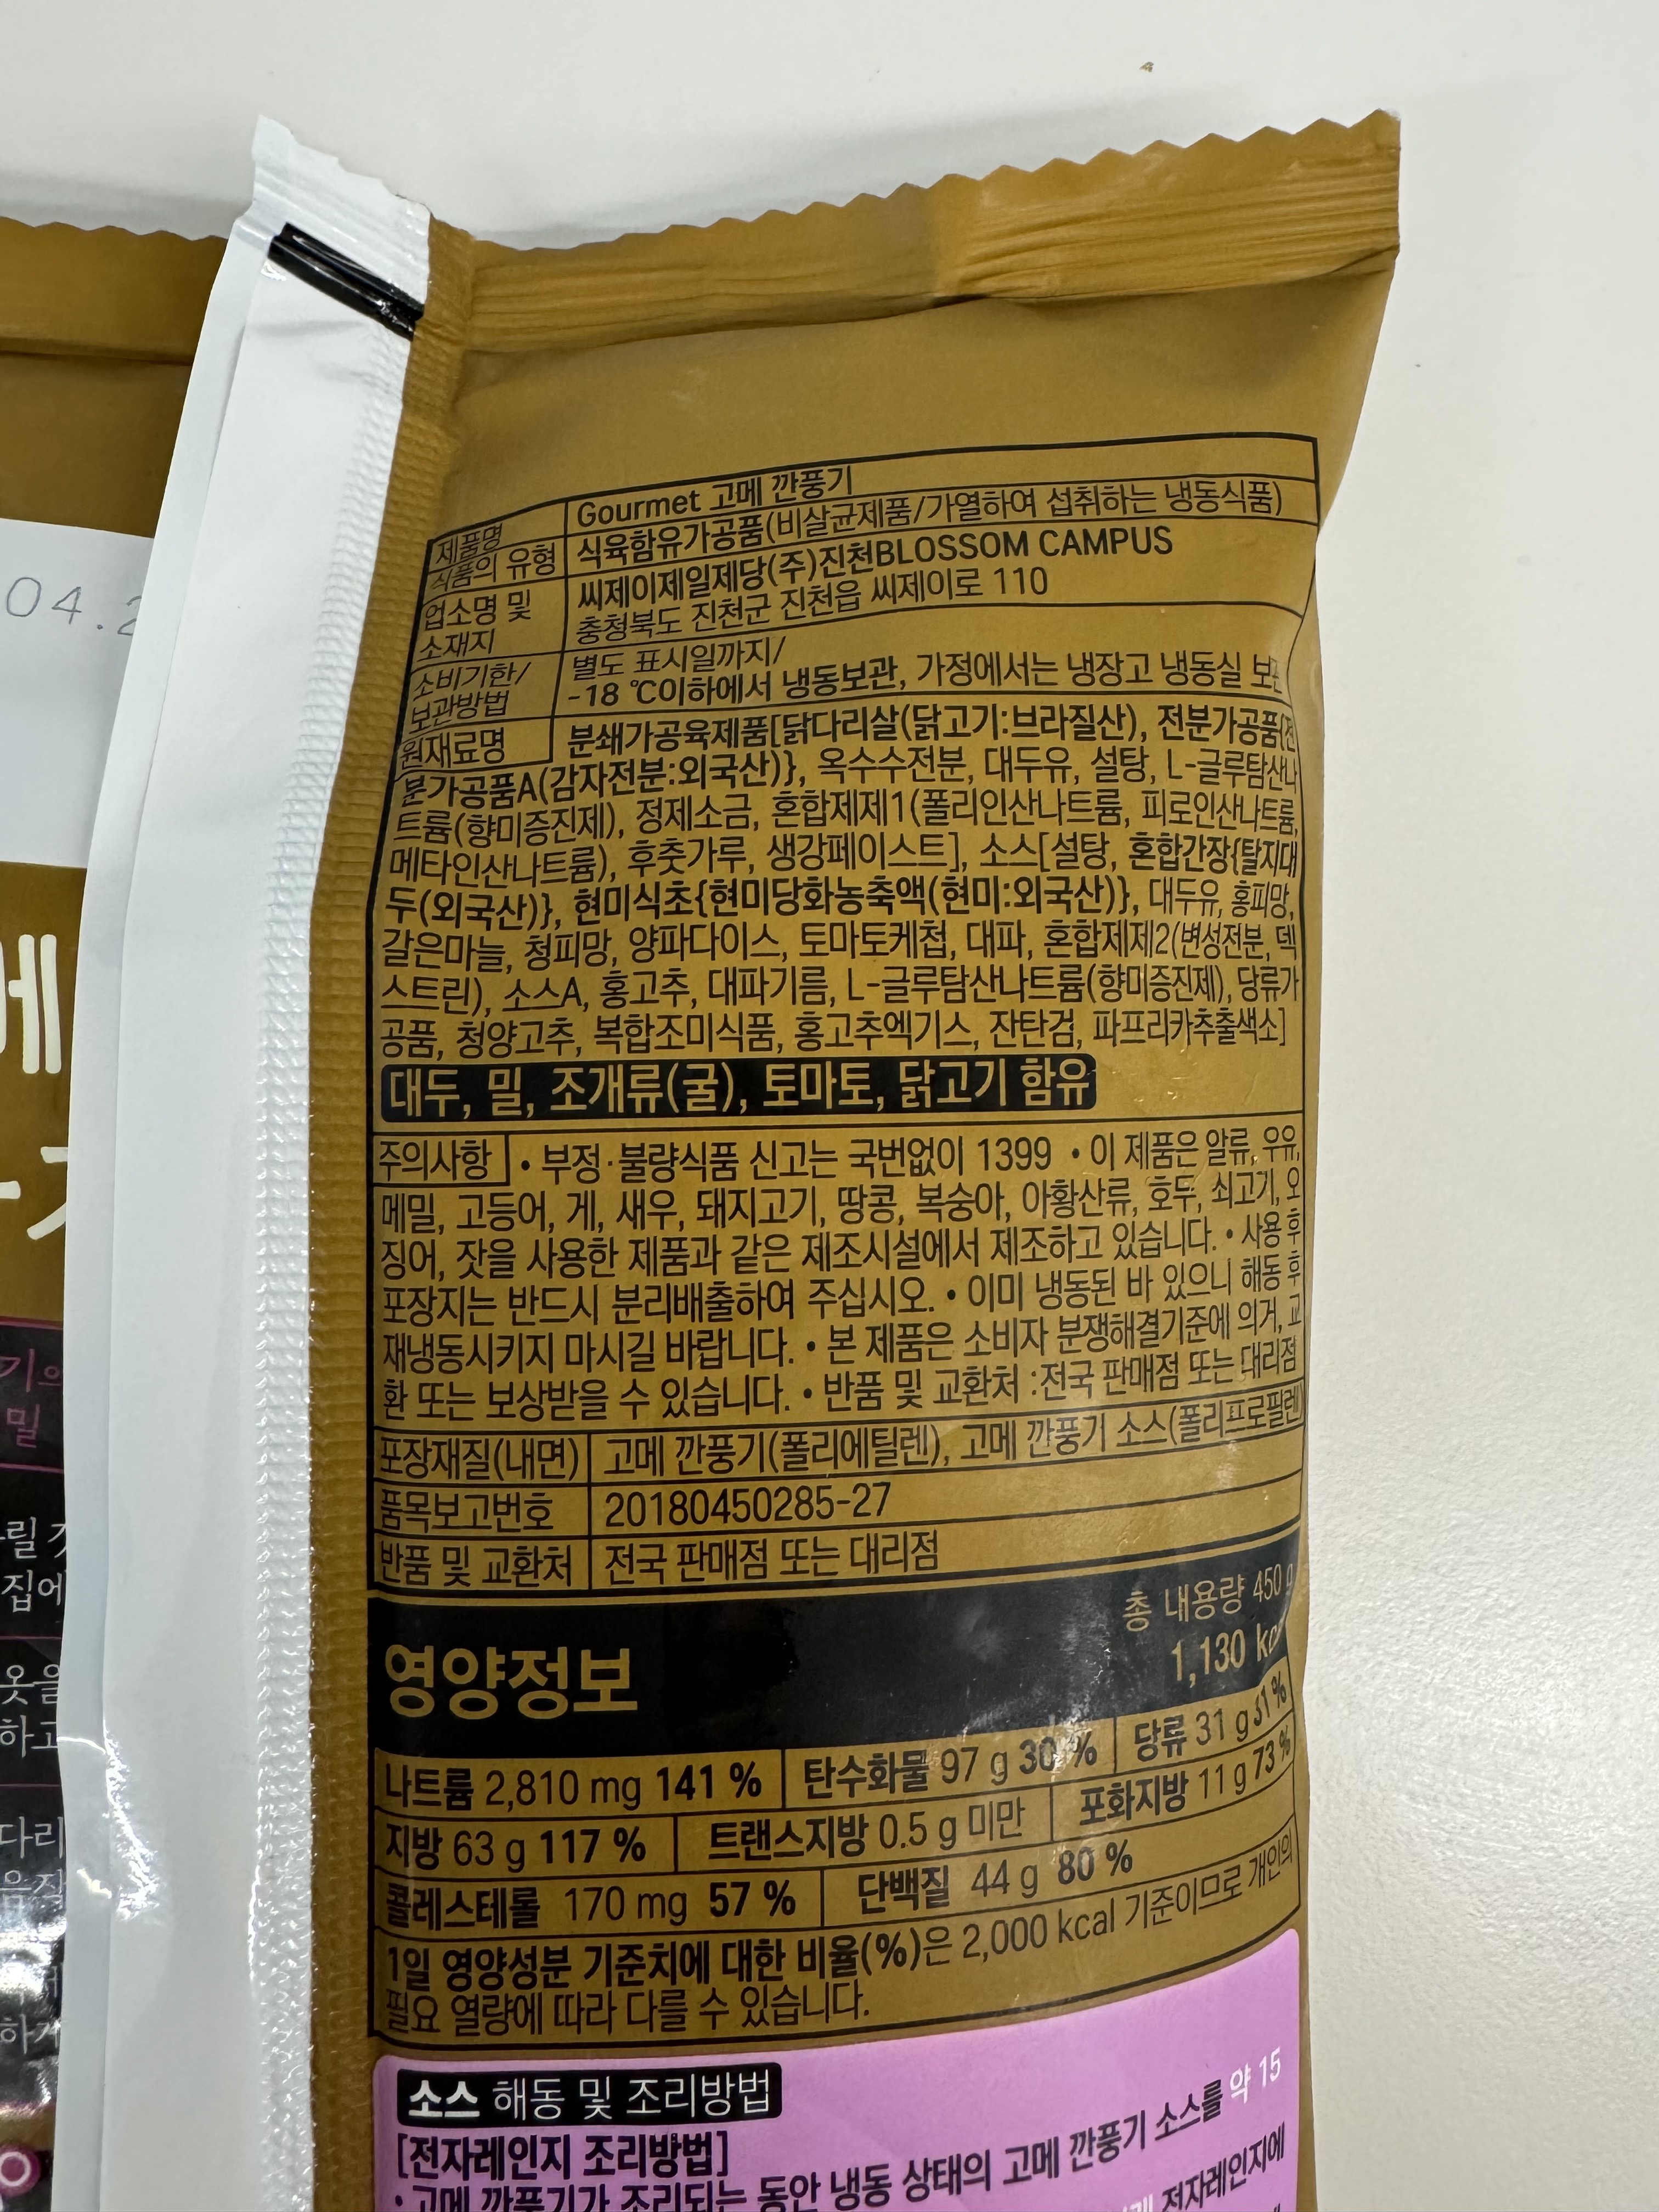 04.2
제품명 Gourmet 고메 깐풍기
식품의 유형 식육함유가공품(비살균제품/가열하여 섭취하는 냉동식품)
업소명 및 소재지 씨제이제일제당(주)진천BLOSSOM CAMPUS
충청북도 진천군 진천읍 씨제이로 110
소비기한/ 보관방법 별도 표시일까지/
-18 ℃이하에서 냉동보관, 가정에서는 냉장고 냉동실
원재료명 분쇄가공육제품[닭다리살(닭고기:브라질산), 전분가공품{전
분가공품A(감자전분:외국산)}, 옥수수전분, 대두유, 설탕, L-글루탐산나
트륨(향미증진제), 정제소금, 혼합제제1(폴리인산나트륨, 피로인산나트륨,
메타인산나트륨), 후춧가루, 생강페이스트], 소스[설탕, 혼합간장{탈지대
두(외국산)}, 현미식초{현미당화농축액(현미:외국산)}, 대두유, 홍피망,
갈은마늘, 청피망, 양파다이스, 토마토케첩, 대파, 혼합제제2(변성전분, 덱
스트린), 소스A, 홍고추, 대파기름, L-글루탐산나트륨(향미증진제), 당류가
공품, 청양고추, 복합조미식품, 홍고추엑기스, 잔탄검, 파프리카추출색소]
대두, 밀, 조개류(굴), 토마토, 닭고기 함유
주의사항 • 부정·불량식품 신고는 국번없이 1399 • 이 제품은 알류, 우유,
메밀, 고등어, 게, 새우, 돼지고기, 땅콩, 복숭아, 아황산류, 호두, 쇠고기, 오
징어, 잣을 사용한 제품과 같은 제조시설에서 제조하고 있습니다. • 사용 후
포장지는 반드시 분리배출하여 주십시오. • 이미 냉동된 바 있으니 해동 후
재냉동시키지 마시길 바랍니다. • 본 제품은 소비자 분쟁해결기준에 의거, 교
환 또는 보상받을 수 있습니다. • 반품 및 교환처 :전국 판매점 또는 대리점
포장재질(내면) 고메 깐풍기(폴리에틸렌), 고메 깐풍기 소스(폴리프로필렌)
품목보고번호 20180450285-27
반품 및 교환처 전국 판매점 또는 대리점
영양정보 총 내용량 450 g
1,130 kcal
나트륨 2,810 mg 141 % 탄수화물 97 g 30 % 당류 31 g 31 %
지방 63 g 117 % 트랜스지방 0.5 g 미만 포화지방 11 g 73 %
콜레스테롤 170 mg 57 % 단백질 44 g 80 %
1일 영양성분 기준치에 대한 비율(%)은 2,000 kcal 기준이므로 개인의
필요 열량에 따라 다를 수 있습니다.
소스 해동 및 조리방법
[전자레인지 조리방법]
• 고메 깐풍기가 조리되는 동안 냉동 상태의 고메 깐풍기 소스를 약 15
전자레인지에